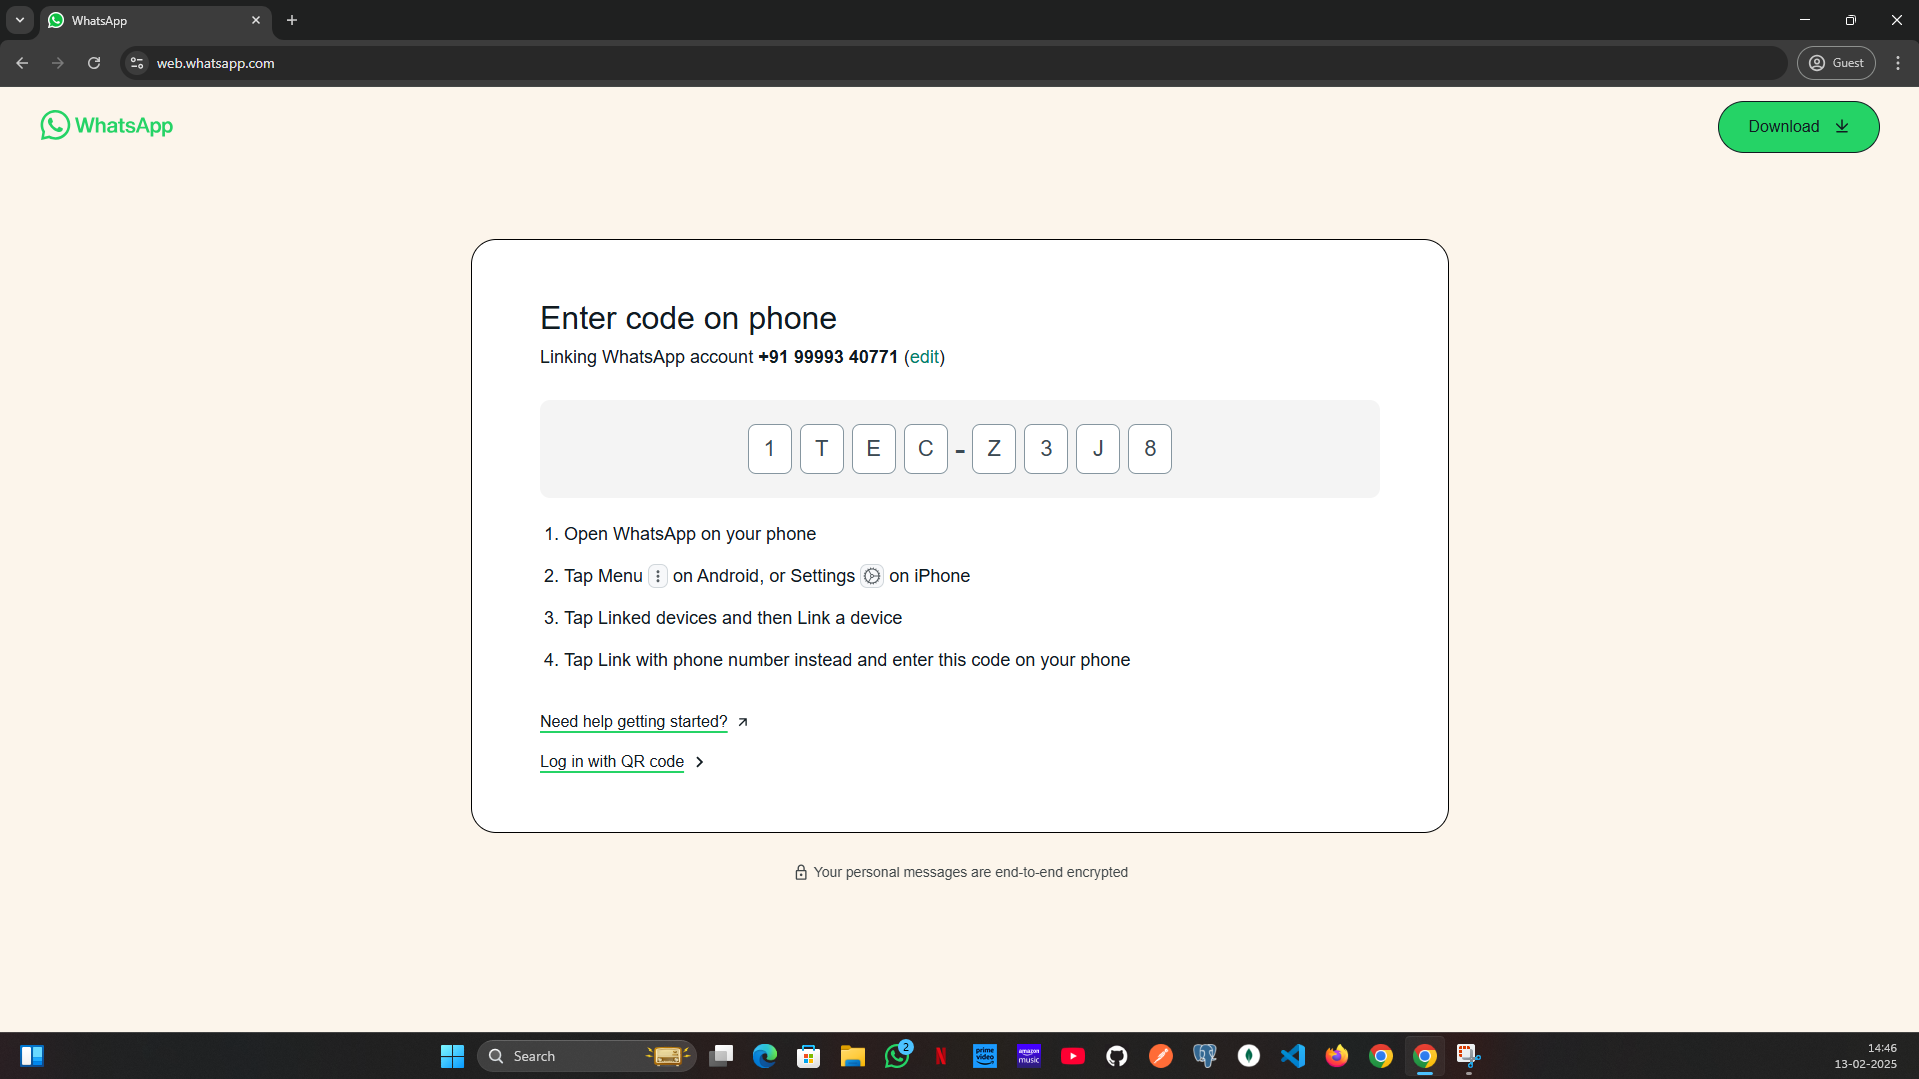 WhatsApp
web.whatsapp.com
Guest
WhatsApp
Download
Enter code on phone
Linking WhatsApp account +91 99993 40771 (edit)
1 T E C - Z 3 J 8
1. Open WhatsApp on your phone
2. Tap Menu on Android, or Settings on iPhone
3. Tap Linked devices and then Link a device
4. Tap Link with phone number instead and enter this code on your phone
Need help getting started?
Log in with QR code
Your personal messages are end-to-end encrypted
Search
2
N
prime video
amazon music
14:46
13-02-2025